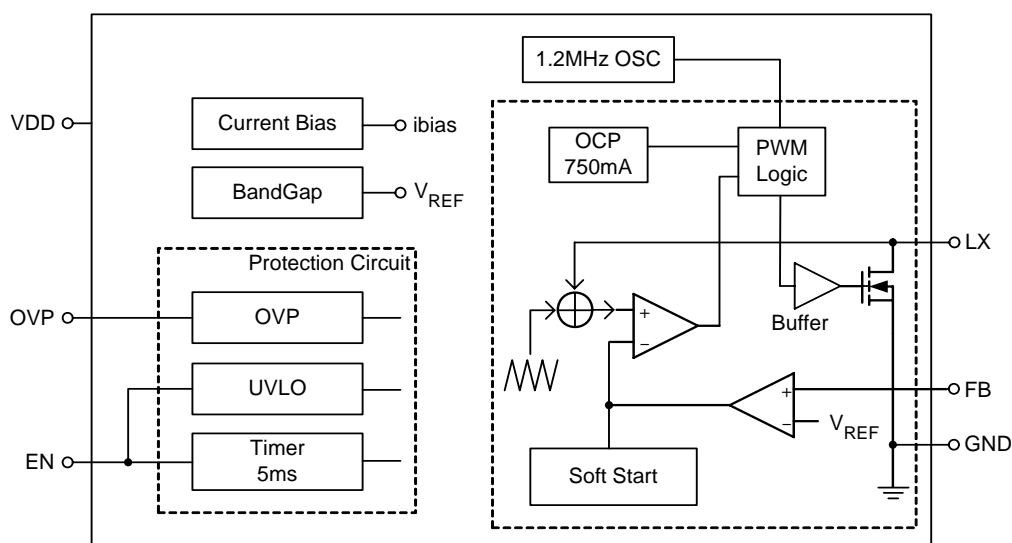 1.2MHz OSC
VDD
Current Bias
ibias
OCP
750mA
PWM
Logic
BandGap
VREF
LX
Protection Circuit
OVP
OVP
+
−
Buffer
UVLO
+
−
VREF
FB
EN
Timer
5ms
Soft Start
GND